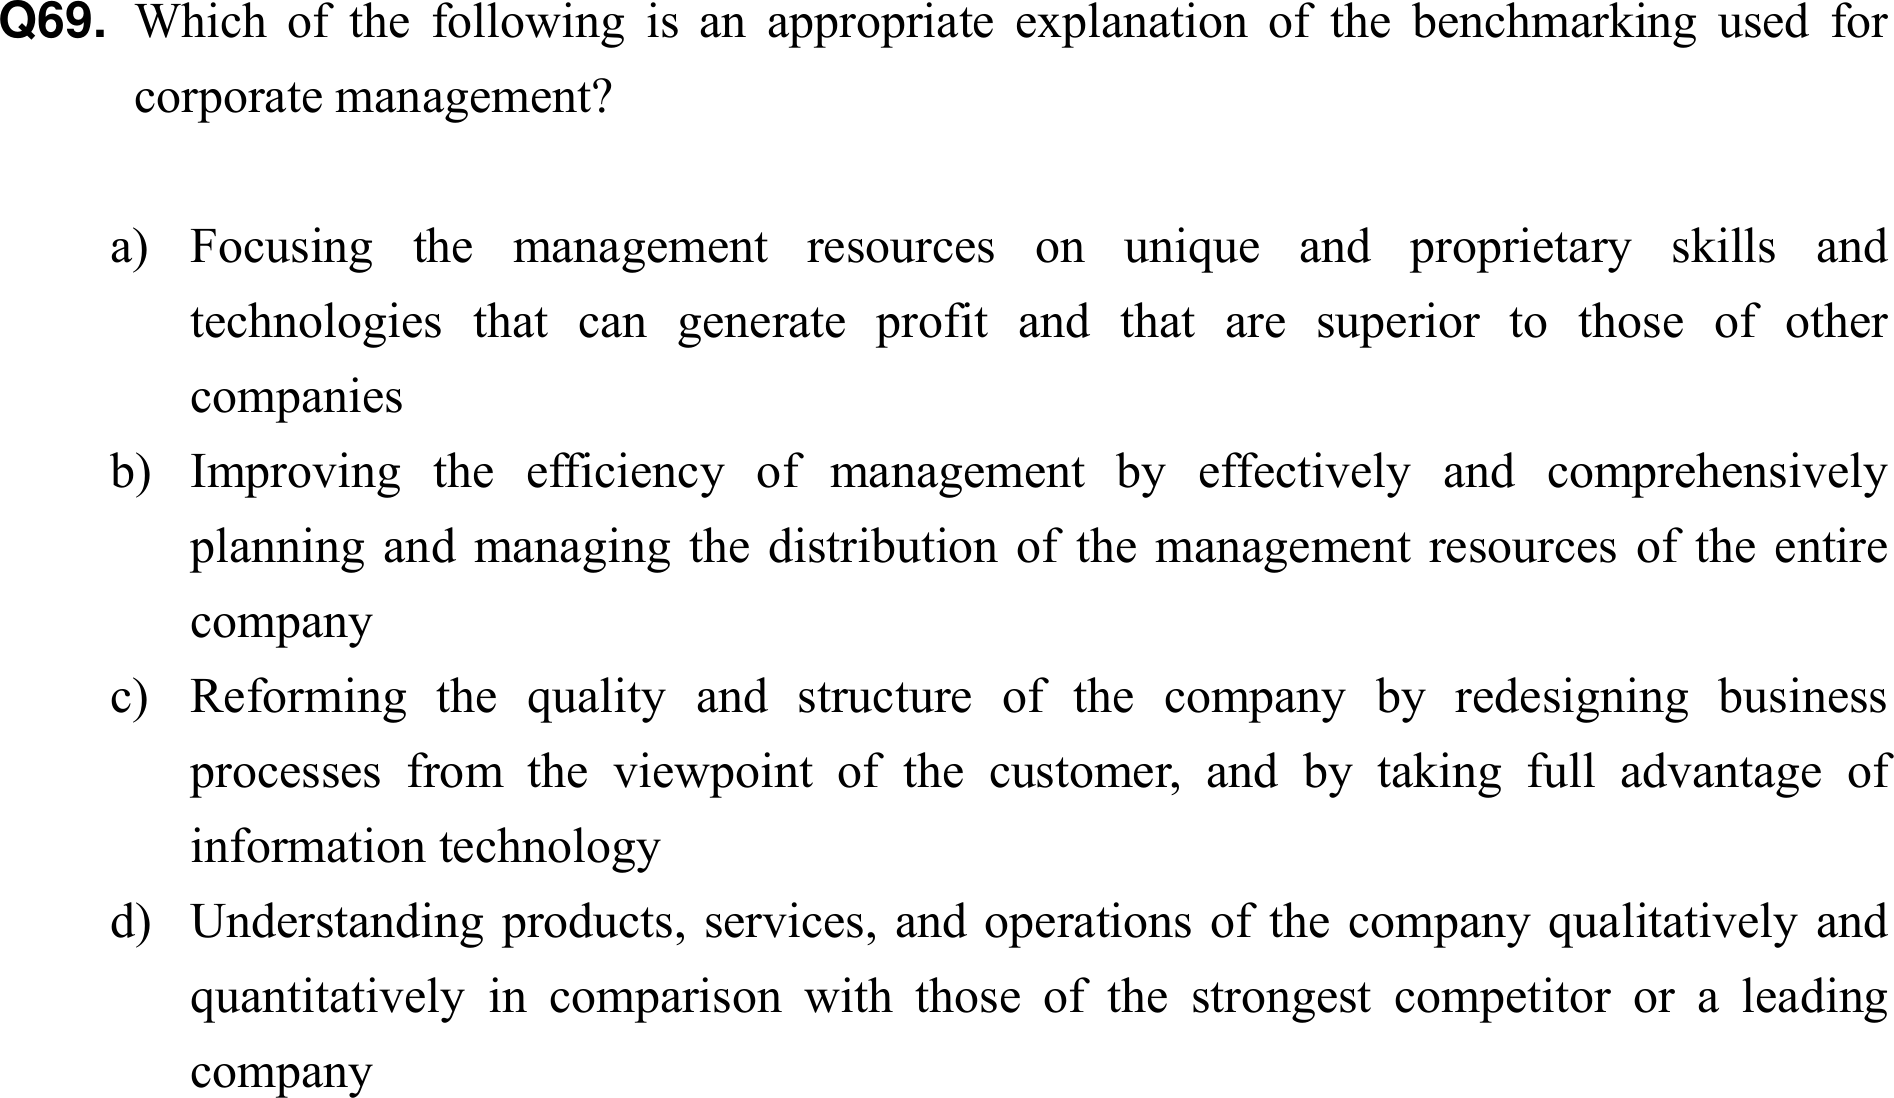 Q69. Which of the following is an appropriate explanation of the benchmarking used for
corporate management?
a) Focusing the management resources on unique and proprietary skills and
technologies that can generate profit and that are superior to those of other
companies
b) Improving the efficiency of management by effectively and comprehensively
planning and managing the distribution of the management resources of the entire
company
c) Reforming the quality and structure of the company by redesigning business
processes from the viewpoint of the customer, and by taking full advantage of
information technology
d) Understanding products, services, and operations of the company qualitatively and
quantitatively in comparison with those of the strongest competitor or a leading
company